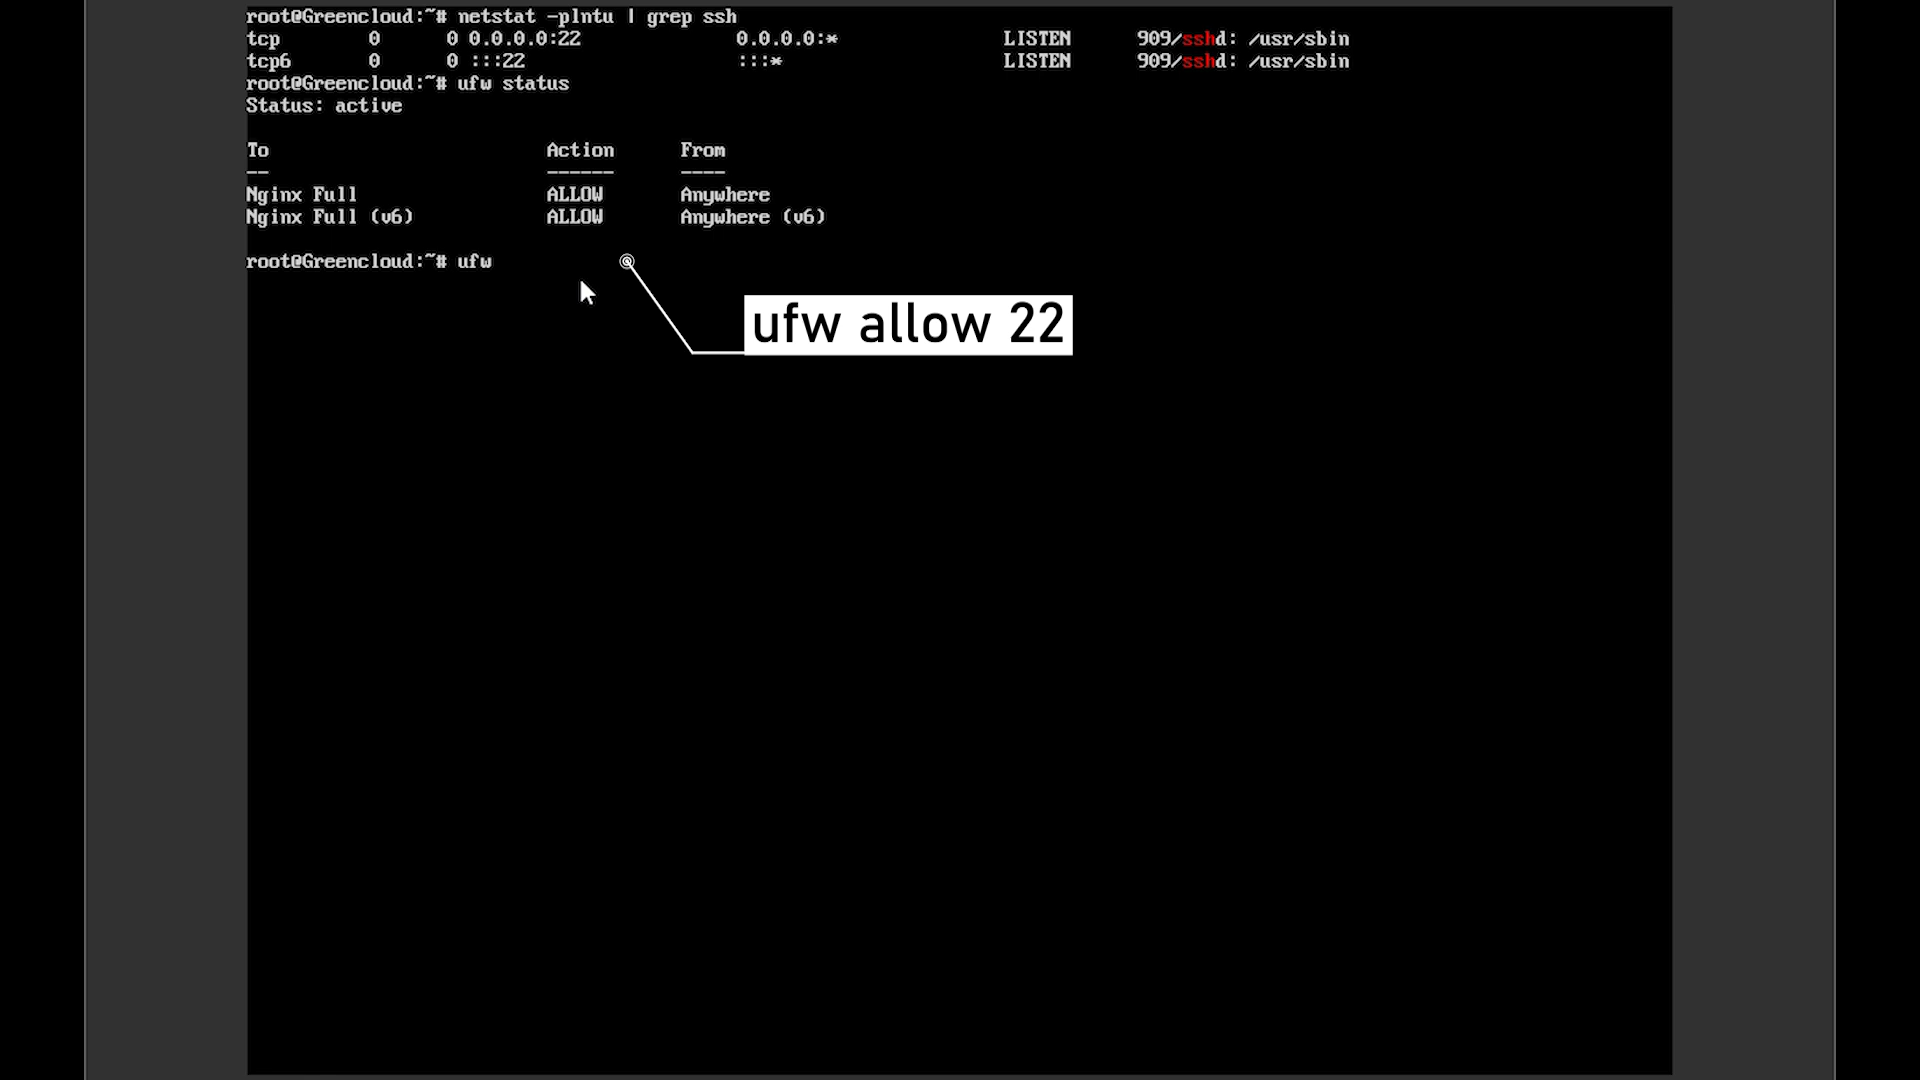 root@Greencloud:~# netstat -plntu | grep ssh
tcp        0      0 0.0.0.0:22              0.0.0.0:*               LISTEN      909/sshd: /usr/sbin
tcp6       0      0 :::22                   :::*                    LISTEN      909/sshd: /usr/sbin
root@Greencloud:~# ufw status
Status: active
To                         Action      From
--                         ------      ----
Nginx Full                 ALLOW       Anywhere
Nginx Full (v6)            ALLOW       Anywhere (v6)
root@Greencloud:~# ufw
ufw allow 22